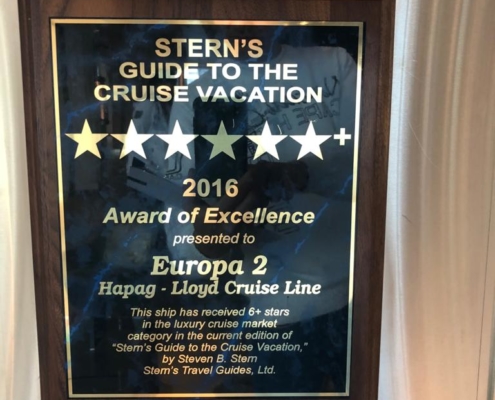 STERN'S
GUIDE TO THE
CRUISE VACATION
+
2016
Award of Excellence
presented to
Europa 2
Hapag - Lloyd Cruise Line
This ship has received 6+ stars
in the luxury cruise market
category in the current edition of
"Stern's Guide to the Cruise Vacation,"
by Steven B. Stern
Stern's Travel Guides, Ltd.